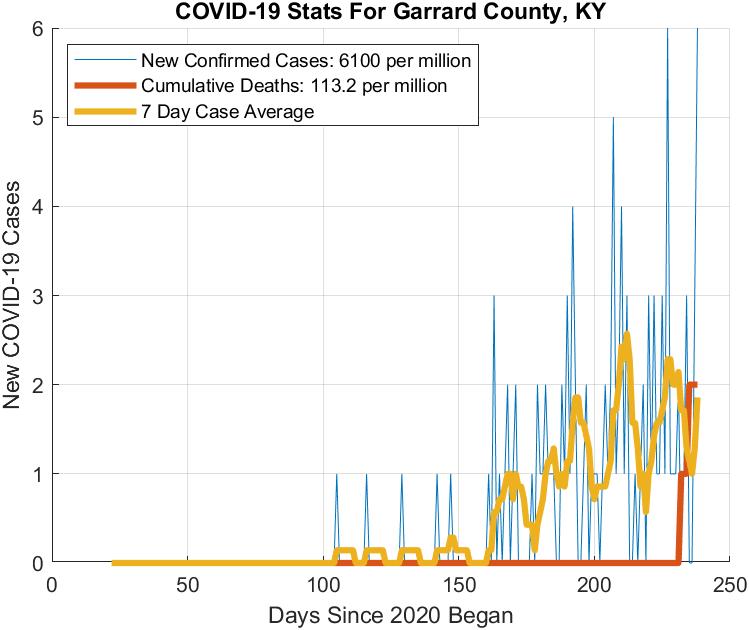 COVID-19 Stats For Garrard County, KY
New Confirmed Cases: 6100 per million
Cumulative Deaths: 113.2 per million
7 Day Case Average
New COVID-19 Cases
6
5
4
3
2
1
0
0 50 100 150 200 250
Days Since 2020 Began